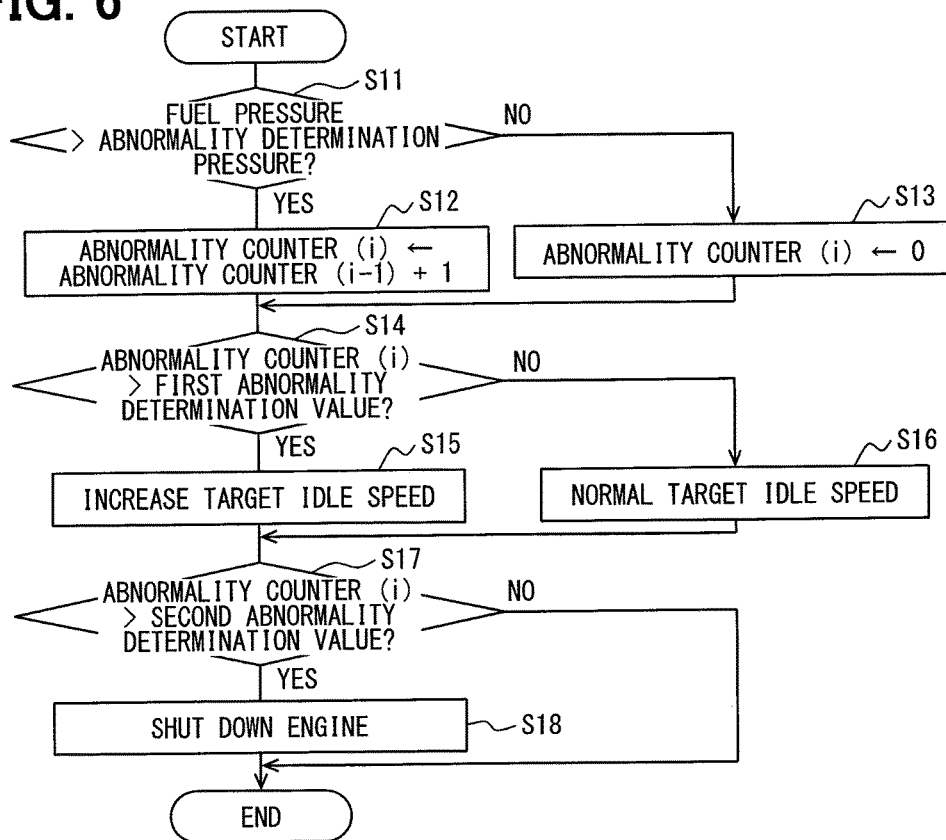 FIG. 6
START
S11
FUEL PRESSURE
> ABNORMALITY DETERMINATION
PRESSURE?
NO
YES
S12
ABNORMALITY COUNTER (i) ←
ABNORMALITY COUNTER (i-1) + 1
S13
ABNORMALITY COUNTER (i) ← 0
S14
ABNORMALITY COUNTER (i)
> FIRST ABNORMALITY
DETERMINATION VALUE?
NO
YES
S15
INCREASE TARGET IDLE SPEED
S16
NORMAL TARGET IDLE SPEED
S17
ABNORMALITY COUNTER (i)
> SECOND ABNORMALITY
DETERMINATION VALUE?
NO
YES
SHUT DOWN ENGINE
S18
END